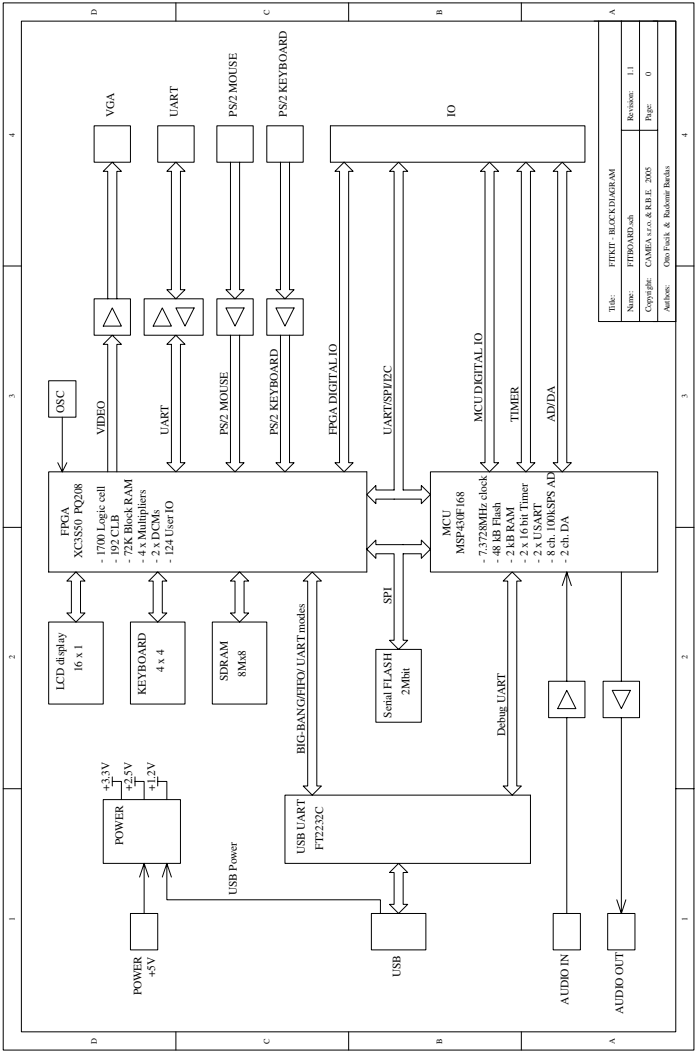 1
2
3
4
D
C
B
A
POWER
+5V
POWER
+3.3V
+2.5V
+1.2V
USB Power
USB
USB UART
FT2232C
AUDIO IN
AUDIO OUT
LCD display
16 x 1
KEYBOARD
4 x 4
SDRAM
8Mx8
BIG-BANG/FIFO/ UART modes
Serial FLASH
2Mbit
SPI
Debug UART
OSC
FPGA
XC3S50 PQ208
- 1700 Logic cell
- 192 CLB
- 72K Block RAM
- 4 x Multipliers
- 2 x DCMs
- 124 User IO
MCU
MSP430F168
- 7.3728MHz clock
- 48 kB Flash
- 2 kB RAM
- 2 x 16 bit Timer
- 2 x USART
- 8 ch. 100kSPS AD
- 2 ch. DA
VIDEO
UART
PS/2 MOUSE
PS/2 KEYBOARD
FPGA DIGITAL IO
UART/SPI/I2C
MCU DIGITAL IO
TIMER
AD/DA
VGA
UART
PS/2 MOUSE
PS/2 KEYBOARD
IO
Title: FITKIT - BLOCK DIAGRAM
Name: FITBOARD.sch Revision: 1.1
Copyright: CAMEA s.r.o. & R.B.E. 2005 Page: 0
Authors: Otto Fucik & Radomir Bardas
1
2
3
4
D
C
B
A